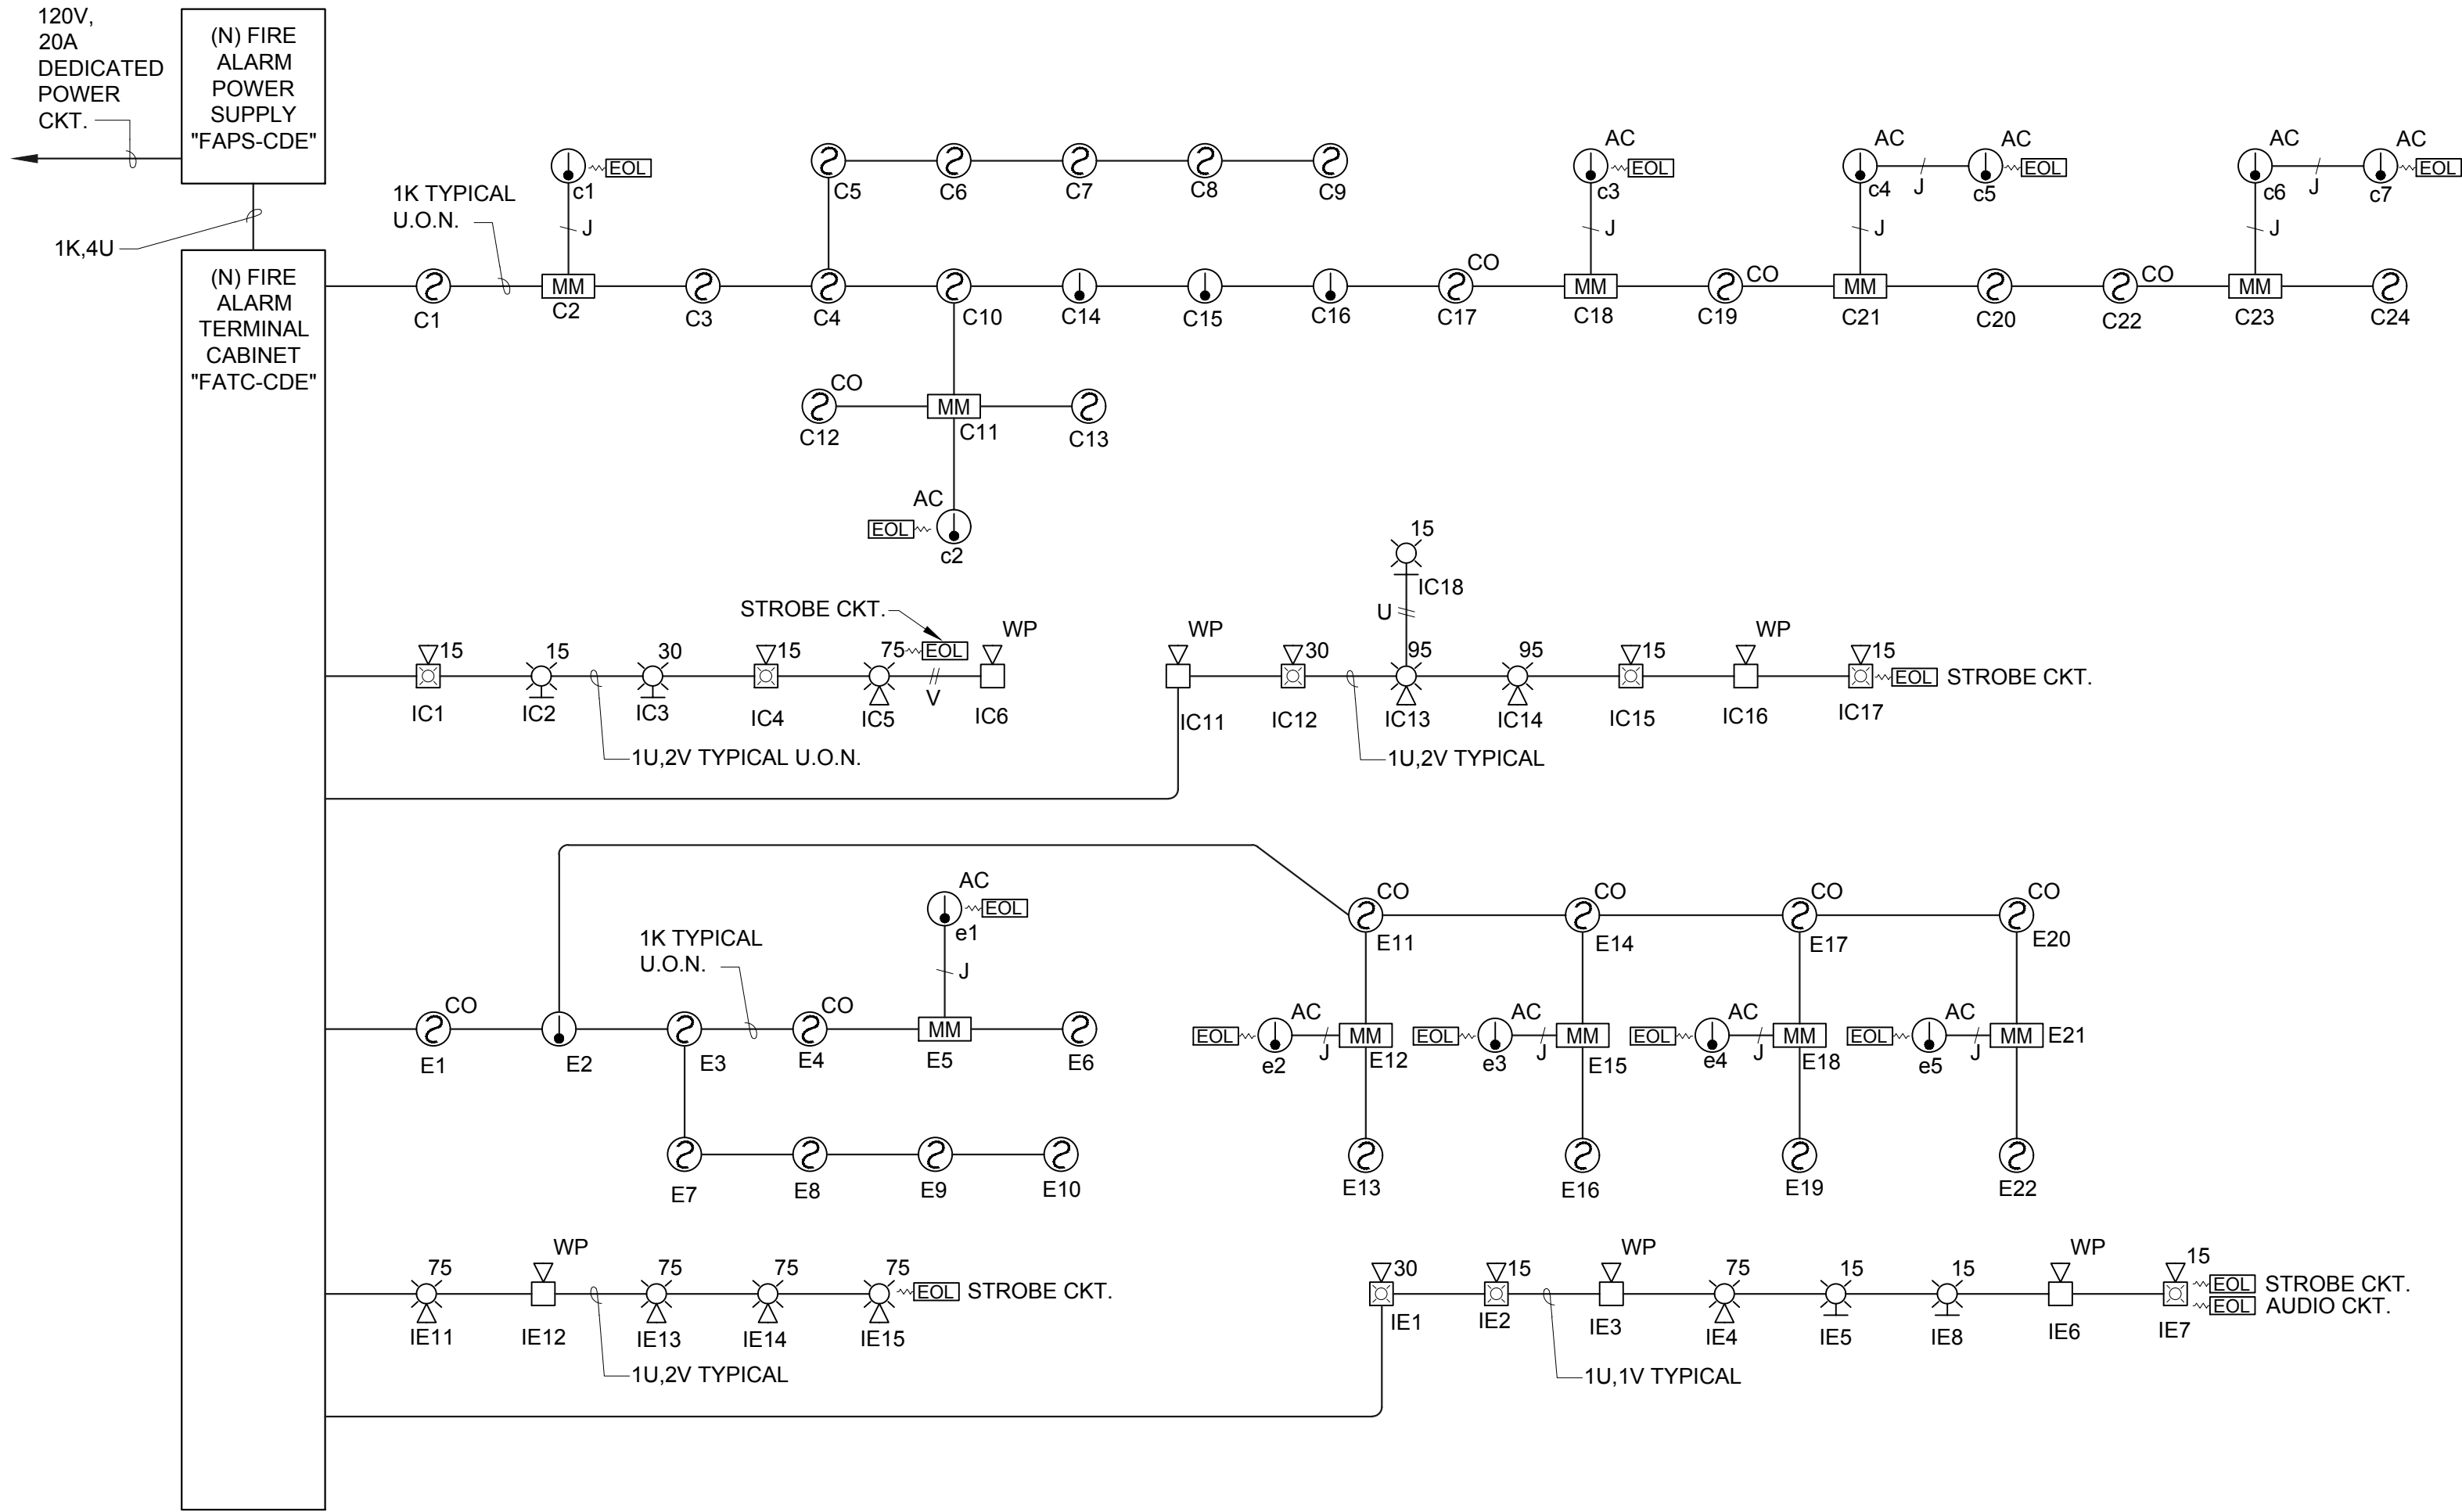 120V,
20A
DEDICATED
POWER
CKT.
(N) FIRE
ALARM
POWER
SUPPLY
"FAPS-CDE"
1K,4U
(N) FIRE
ALARM
TERMINAL
CABINET
"FATC-CDE"
1K TYPICAL
U.O.N.
EOL
c1
J
C5
C6
C7
C8
C9
AC
EOL
c3
J
AC
c4
J
J
AC
EOL
c5
AC
c6
J
J
AC
EOL
c7
C1
MM
C2
C3
C4
C10
C14
C15
C16
CO
C17
MM
C18
CO
C19
MM
C21
C20
CO
C22
MM
C23
C24
CO
C12
MM
C11
C13
AC
EOL
c2
STROBE CKT.
15
IC1
15
IC2
30
IC3
15
IC4
75
EOL
IC5
V
WP
IC6
1U,2V TYPICAL U.O.N.
15
IC18
U
WP
IC11
30
IC12
95
IC13
95
IC14
15
IC15
WP
IC16
15
IC17
EOL STROBE CKT.
1U,2V TYPICAL
AC
EOL
e1
J
1K TYPICAL
U.O.N.
CO
E1
E2
E3
CO
E4
MM
E5
E6
E7
E8
E9
E10
CO
E11
CO
E14
CO
E17
CO
E20
EOL
AC
e2
J
MM
E12
EOL
AC
e3
J
MM
E15
EOL
AC
e4
J
MM
E18
EOL
AC
e5
J
MM
E21
E13
E16
E19
E22
75
IE11
WP
IE12
75
IE13
75
IE14
75
IE15
EOL STROBE CKT.
1U,2V TYPICAL
30
IE1
15
IE2
WP
IE3
75
IE4
15
IE5
15
IE8
WP
IE6
15
IE7
EOL STROBE CKT.
EOL AUDIO CKT.
1U,1V TYPICAL